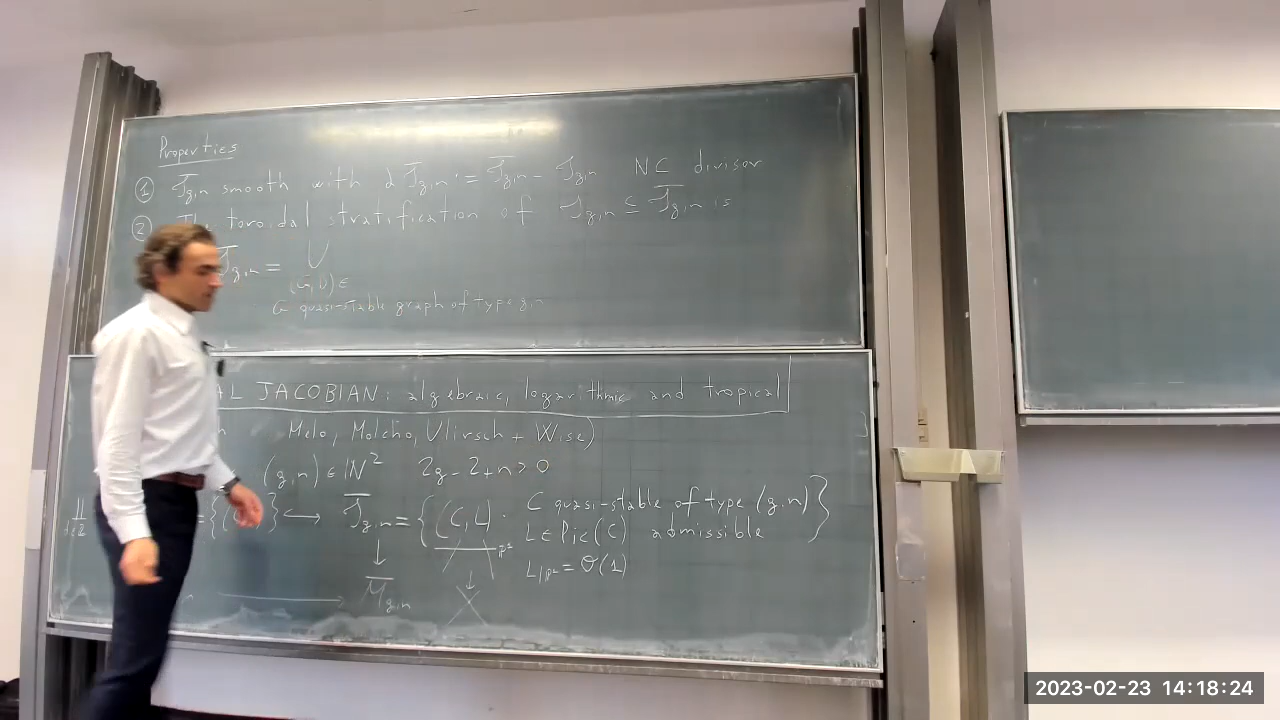 Properties
① 𝒥̄g,n smooth with ∂𝒥̄g,n := 𝒥̄g,n − 𝒥g,n NC divisor
② toroidal stratification of 𝒥g,n ⊆ 𝒥̄g,n is
𝒥̄g,n = ∪
(G, D) ∈
G quasi-stable graph of type g,n
AL JACOBIAN: algebraic, logarithmic and tropical
Melo, Molcho, Ulirsch + Wise)
(g,n) ∈ ℕ² 2g-2+n>0
𝒥̄g,n = {(C,L) : C quasi-stable of type (g,n)}
L ∈ Pic(C) admissible
↓ ℙ¹ L|ℙ¹ = 𝒪(1)
→ ℳ̄g,n ↓
2023-02-23 14:18:24